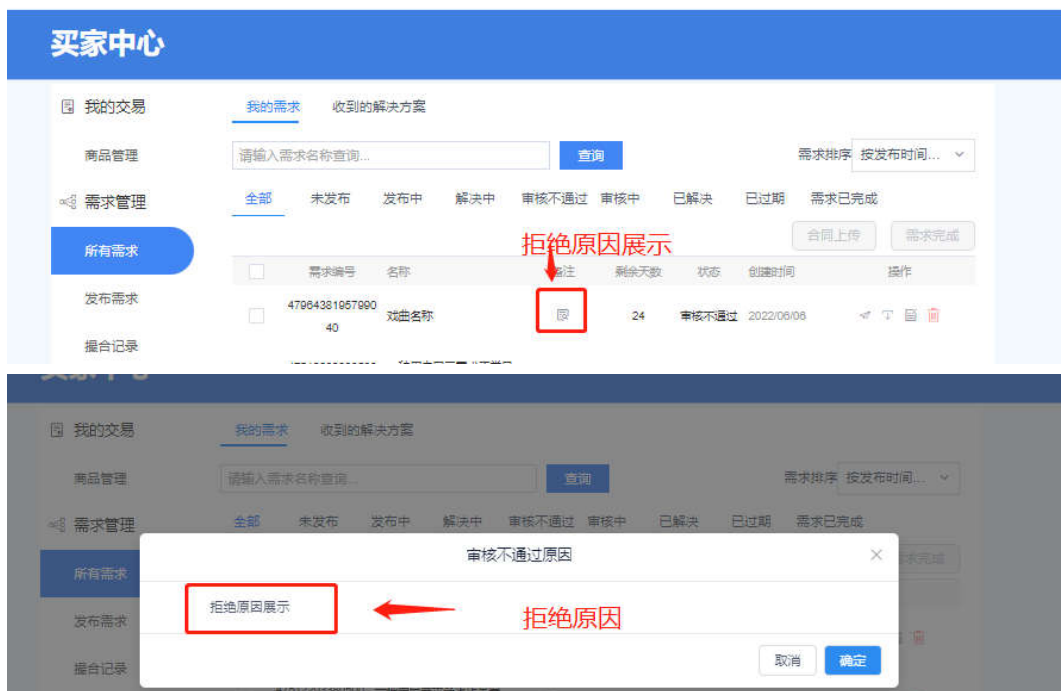 买家中心
我的交易 我的需求 收到的解决方案
商品管理 请输入需求名称查询... 查询 需求排序 按发布时间...
需求管理 全部 未发布 发布中 解决中 审核不通过 审核中 已解决 已过期 需求已完成
拒绝原因展示 合同上传 需求完成
所有需求
需求编号 名称 备注 剩余天数 状态 创建时间 操作
发布需求 47964381957990 戏曲名称 24 审核不通过 2022/06/06
40
撮合记录
我的交易 我的需求 收到的解决方案
商品管理 请输入需求名称查询... 查询 需求排序 按发布时间...
需求管理 全部 未发布 发布中 解决中 审核不通过 审核中 已解决 已过期 需求已完成
审核不通过原因
所有需求 求完成
拒绝原因展示 拒绝原因
发布需求
取消 确定
撮合记录